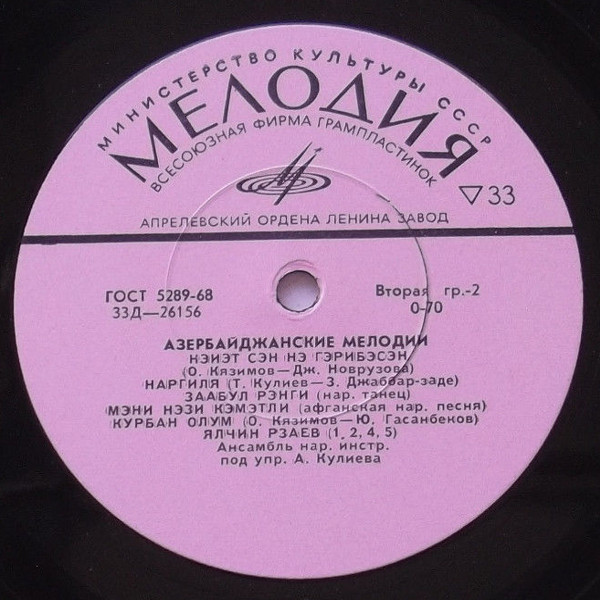 МИНИСТЕРСТВО КУЛЬТУРЫ СССР
МЕЛОДИЯ
ВСЕСОЮЗНАЯ ФИРМА ГРАМПЛАСТИНОК
▽33
АПРЕЛЕВСКИЙ ОРДЕНА ЛЕНИНА ЗАВОД
ГОСТ 5289-68
33Д—26156
Вторая гр.-2
0-70
АЗЕРБАЙДЖАНСКИЕ МЕЛОДИИ
НЭИЭТ СЭН НЭ ГЭРИБЭСЭН
(О. Кязимов—Дж. Новрузова)
НАРГИЛЯ (Т. Кулиев—З. Джаббар-заде)
ЗААБУЛ РЭНГИ (нар. танец)
МЭНИ НЭЗИ КЭМЭТЛИ (афганская нар. песня)
КУРБАН ОЛУМ (О. Кязимов—Ю. Гасанбеков)
ЯЛЧИН РЗАЕВ (1, 2, 4, 5)
Ансамбль нар. инстр.
под упр. А. Кулиева